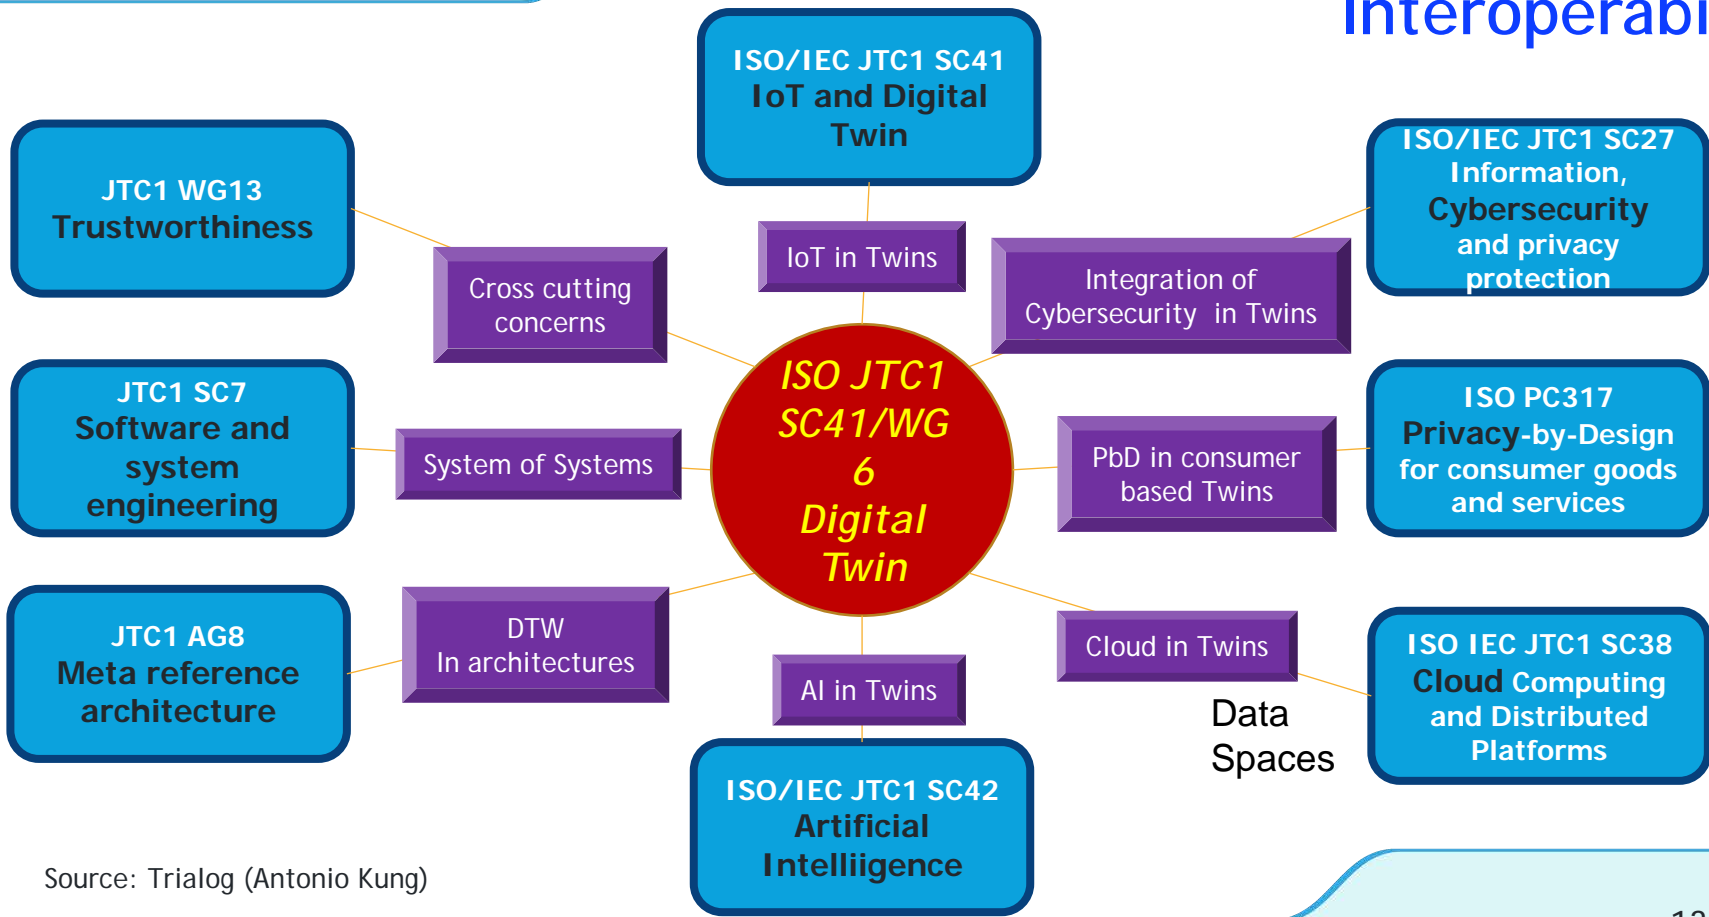 Interoperabi
ISO/IEC JTC1 SC41
IoT and Digital
Twin
JTC1 WG13
Trustworthiness
ISO/IEC JTC1 SC27
Information,
Cybersecurity
and privacy
protection
IoT in Twins
Cross cutting
concerns
Integration of
Cybersecurity in Twins
JTC1 SC7
Software and
system
engineering
System of Systems
ISO JTC1
SC41/WG
6
Digital
Twin
PbD in consumer
based Twins
ISO PC317
Privacy-by-Design
for consumer goods
and services
JTC1 AG8
Meta reference
architecture
DTW
In architectures
AI in Twins
Cloud in Twins
Data
Spaces
ISO IEC JTC1 SC38
Cloud Computing
and Distributed
Platforms
ISO/IEC JTC1 SC42
Artificial
Intelliigence
Source: Trialog (Antonio Kung)